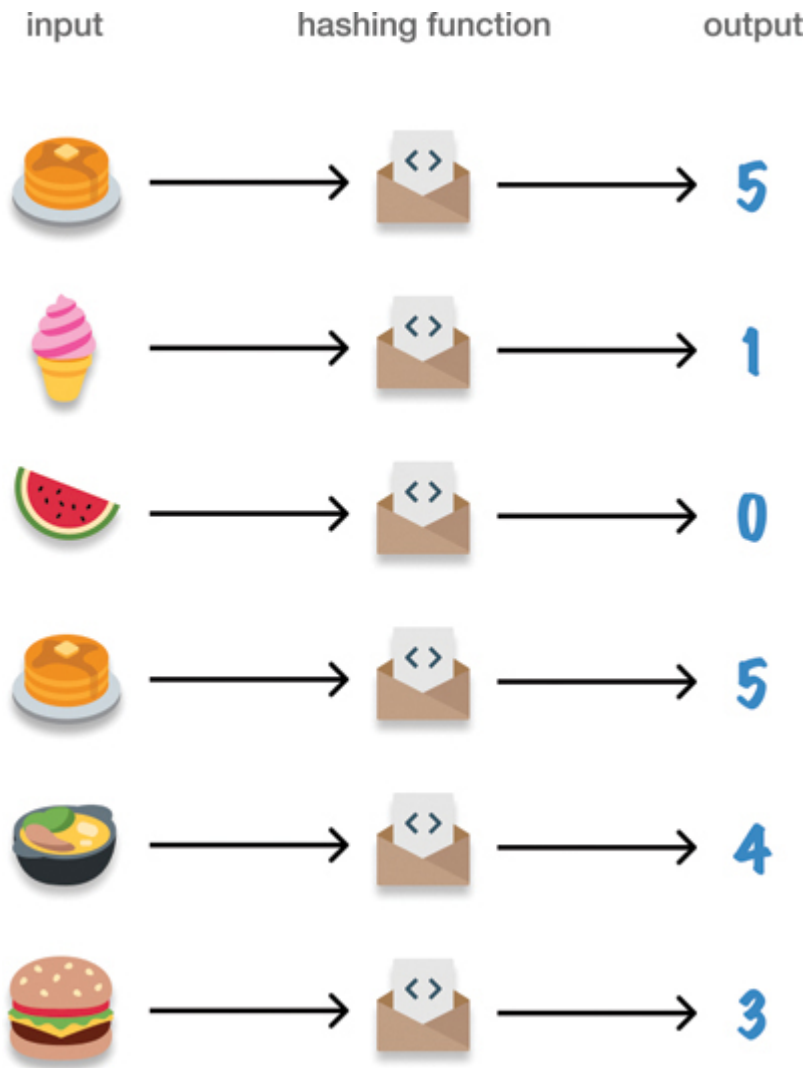 input hashing function output
< > 5
< > 1
< > 0
< > 5
< > 4
< > 3